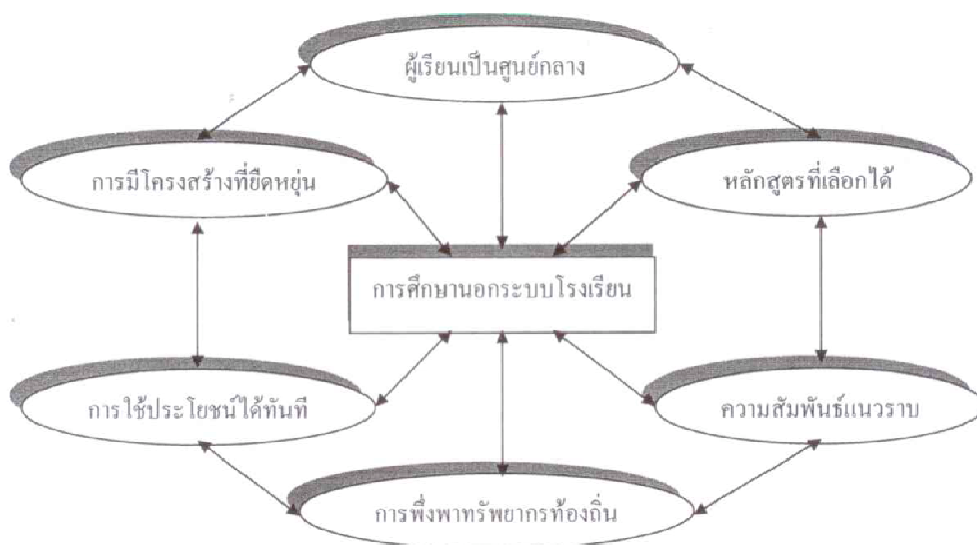 ผู้เรียนเป็นศูนย์กลาง
การมีโครงสร้างที่ยืดหยุ่น
หลักสูตรที่เลือกได้
การศึกษานอกระบบโรงเรียน
การใช้ประโยชน์ได้ทันที
ความสัมพันธ์แนวราบ
การพึ่งพาทรัพยากรท้องถิ่น